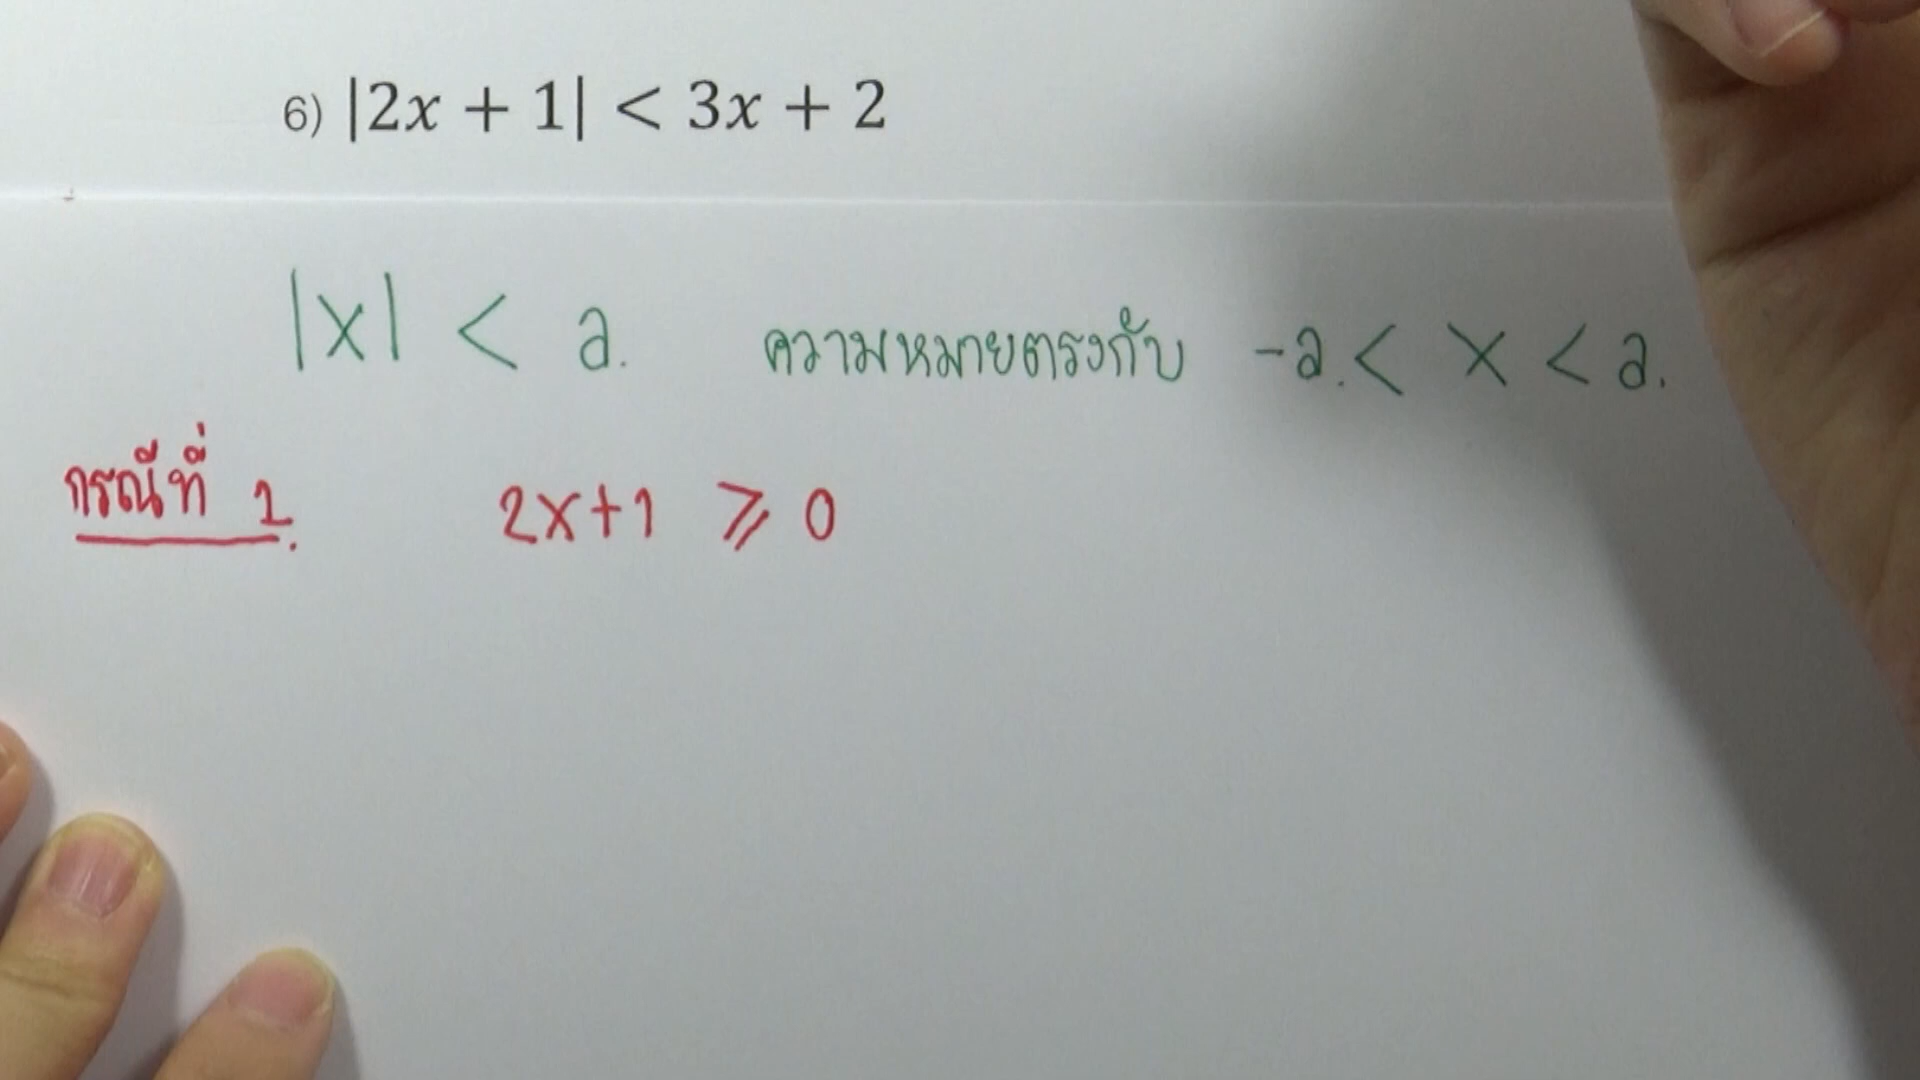 6) |2x + 1| < 3x + 2
|x| < a. ความหมายตรงกับ -a. < x < a.
กรณีที่ 1. 2x+1 ⩾ 0